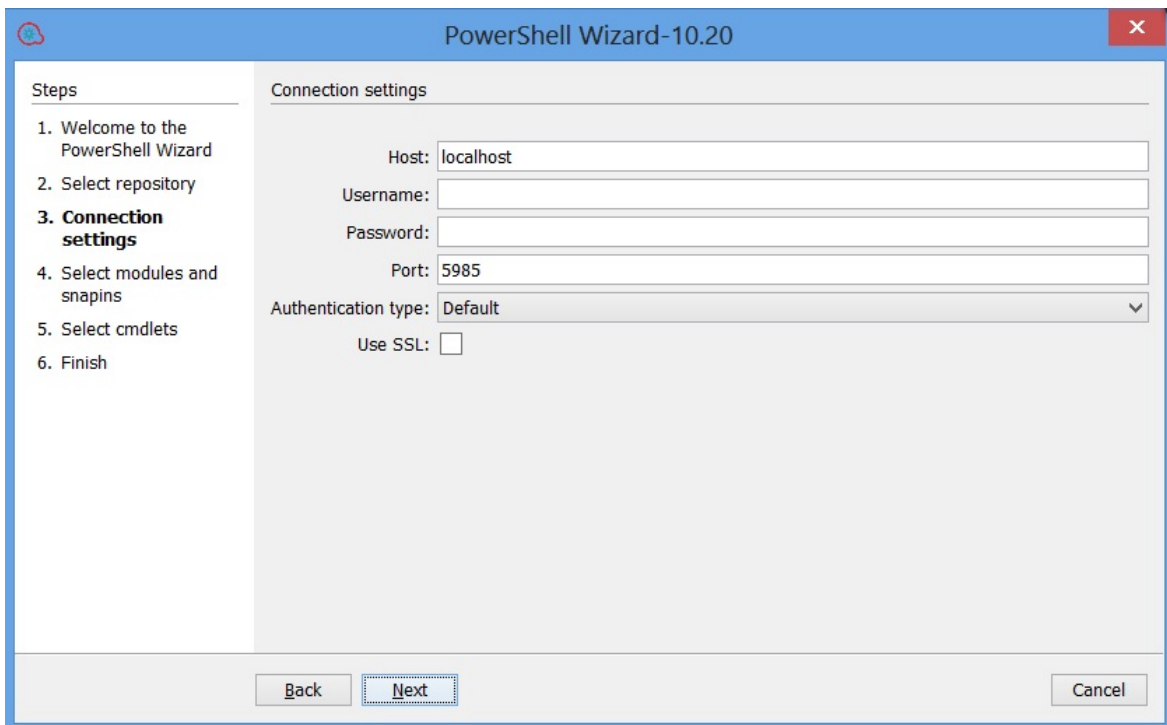 PowerShell Wizard-10.20
Steps
1. Welcome to the
PowerShell Wizard
2. Select repository
3. Connection
settings
4. Select modules and
snapins
5. Select cmdlets
6. Finish
Connection settings
Host: localhost
Username:
Password:
Port: 5985
Authentication type: Default
Use SSL:
Back Next Cancel